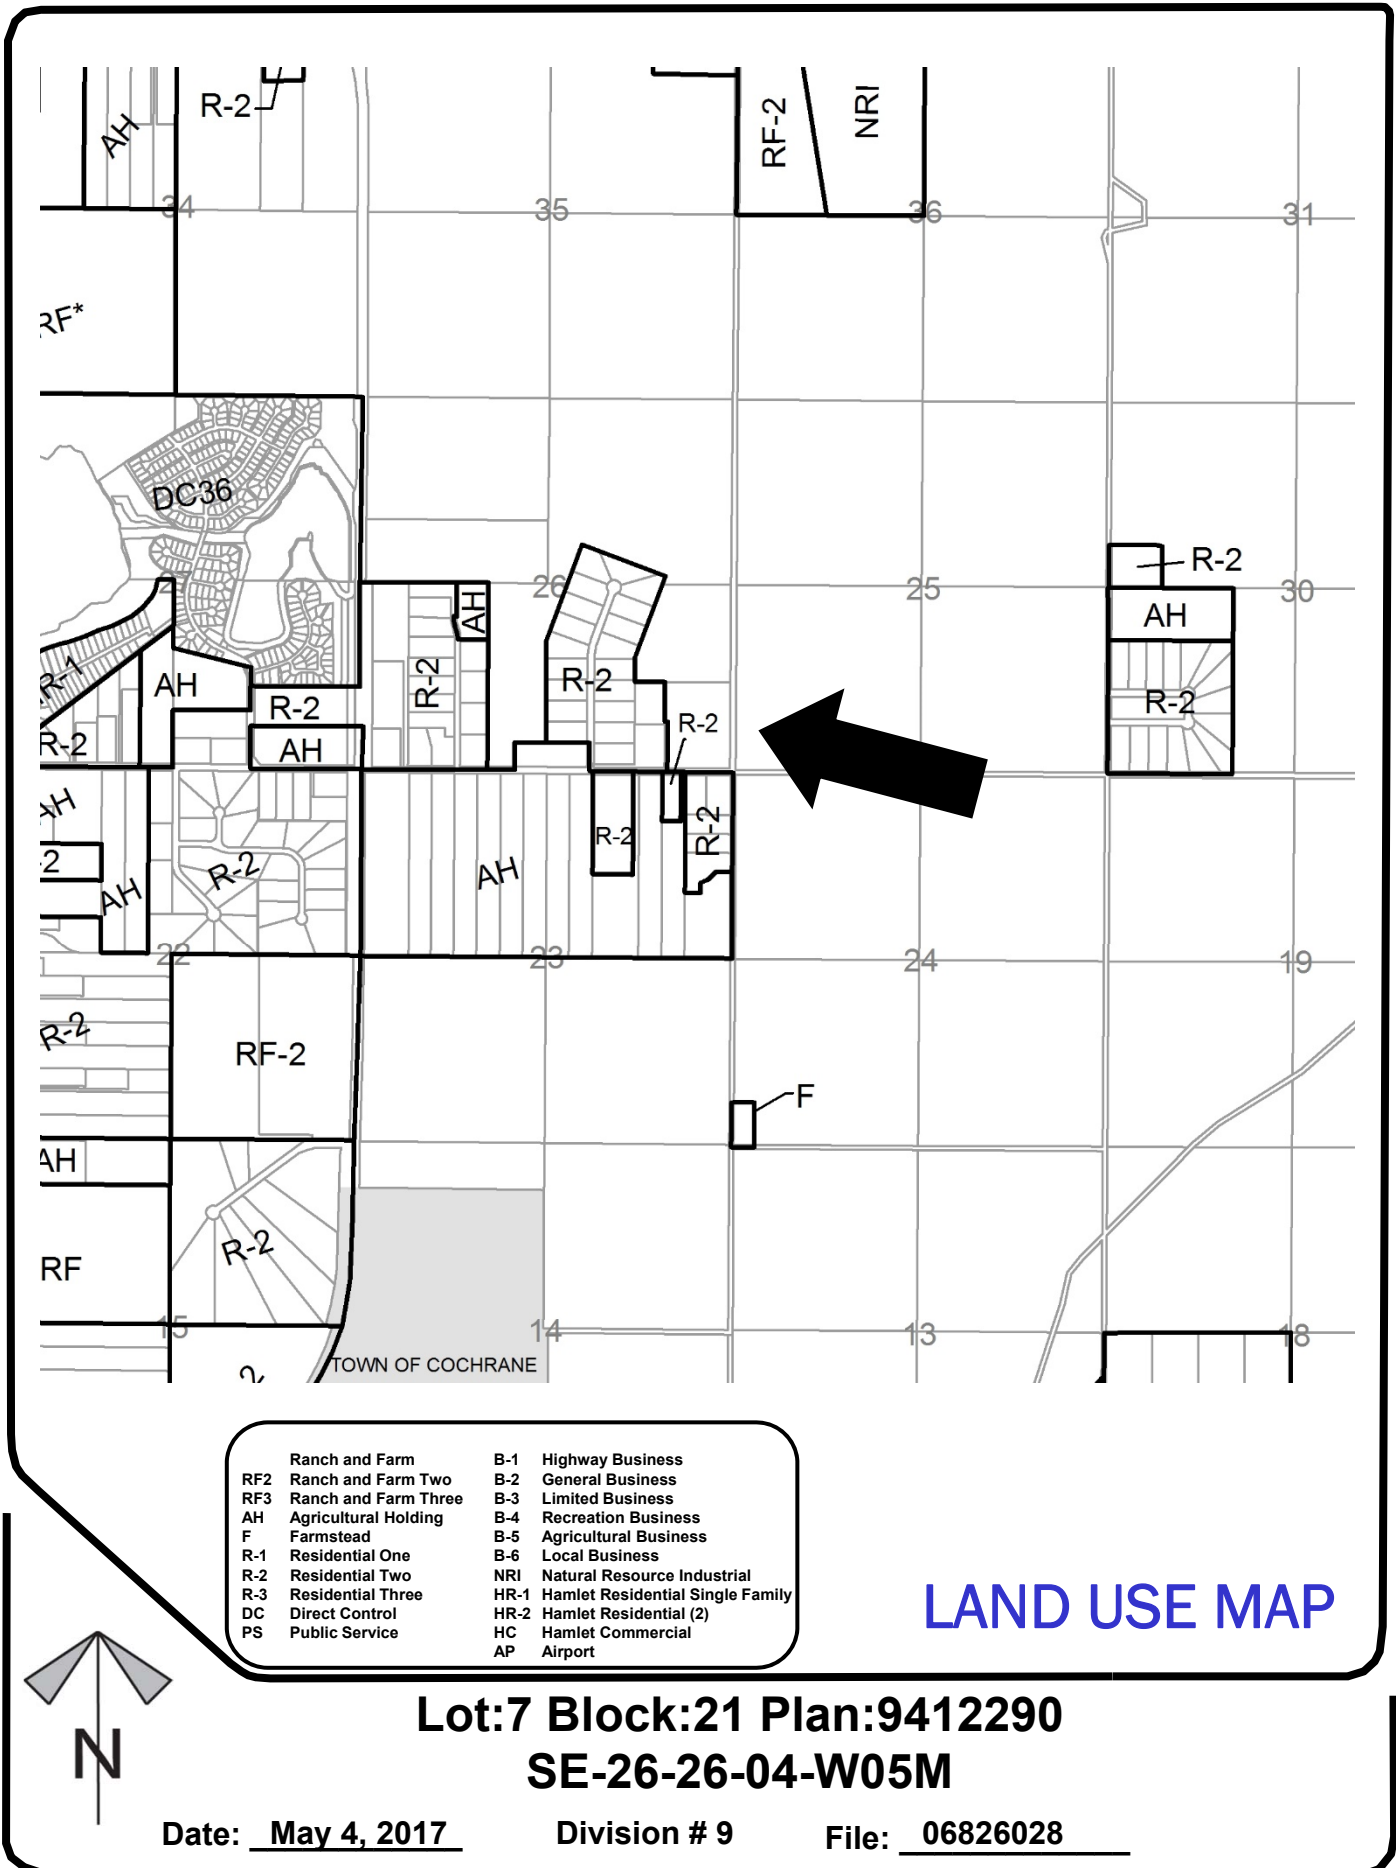 R-2
AH
RF-2
NRI
34
35
36
31
RF*
DC36
R-2
26
25
30
AH
AH
R-2
R-2
R-1
AH
R-2
R-2
R-2
R-2
AH
AH
R-2
R-2
-2
R-2
AH
AH
22
23
24
19
R-2
RF-2
F
AH
R-2
RF
15
14
13
18
TOWN OF COCHRANE
2
Ranch and Farm
RF2 Ranch and Farm Two
RF3 Ranch and Farm Three
AH Agricultural Holding
F Farmstead
R-1 Residential One
R-2 Residential Two
R-3 Residential Three
DC Direct Control
PS Public Service
B-1 Highway Business
B-2 General Business
B-3 Limited Business
B-4 Recreation Business
B-5 Agricultural Business
B-6 Local Business
NRI Natural Resource Industrial
HR-1 Hamlet Residential Single Family
HR-2 Hamlet Residential (2)
HC Hamlet Commercial
AP Airport
LAND USE MAP
N
Lot:7 Block:21 Plan:9412290
SE-26-26-04-W05M
Date: May 4, 2017 Division # 9 File: 06826028